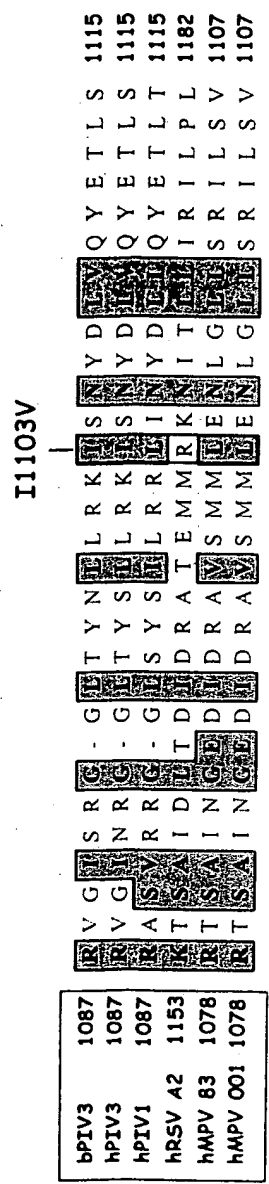 I1103V
bPIV3 1087 R V G I S R G - G L T Y N L L R K I S N Y D L V Q Y E T L S 1115
hPIV3 1087 R V G I N R G - G L T Y S L L R K S N Y D L Q Y E T L S 1115
hPIV1 1087 R A S V R R G - G L S Y S I L R R L I N Y D L L Q Y E T L T 1115
hRSV A2 1153 K T S A I D L T D I D R A T E M M R K N I T L L I R I L P L 1182
hMPV 83 1078 R T S A I N G E D I D R A V S M M L E N L G L L S R I L S V 1107
hMPV 001 1078 R T S A I N G E D I D R A V S M M L E N L G L L S R I L S V 1107